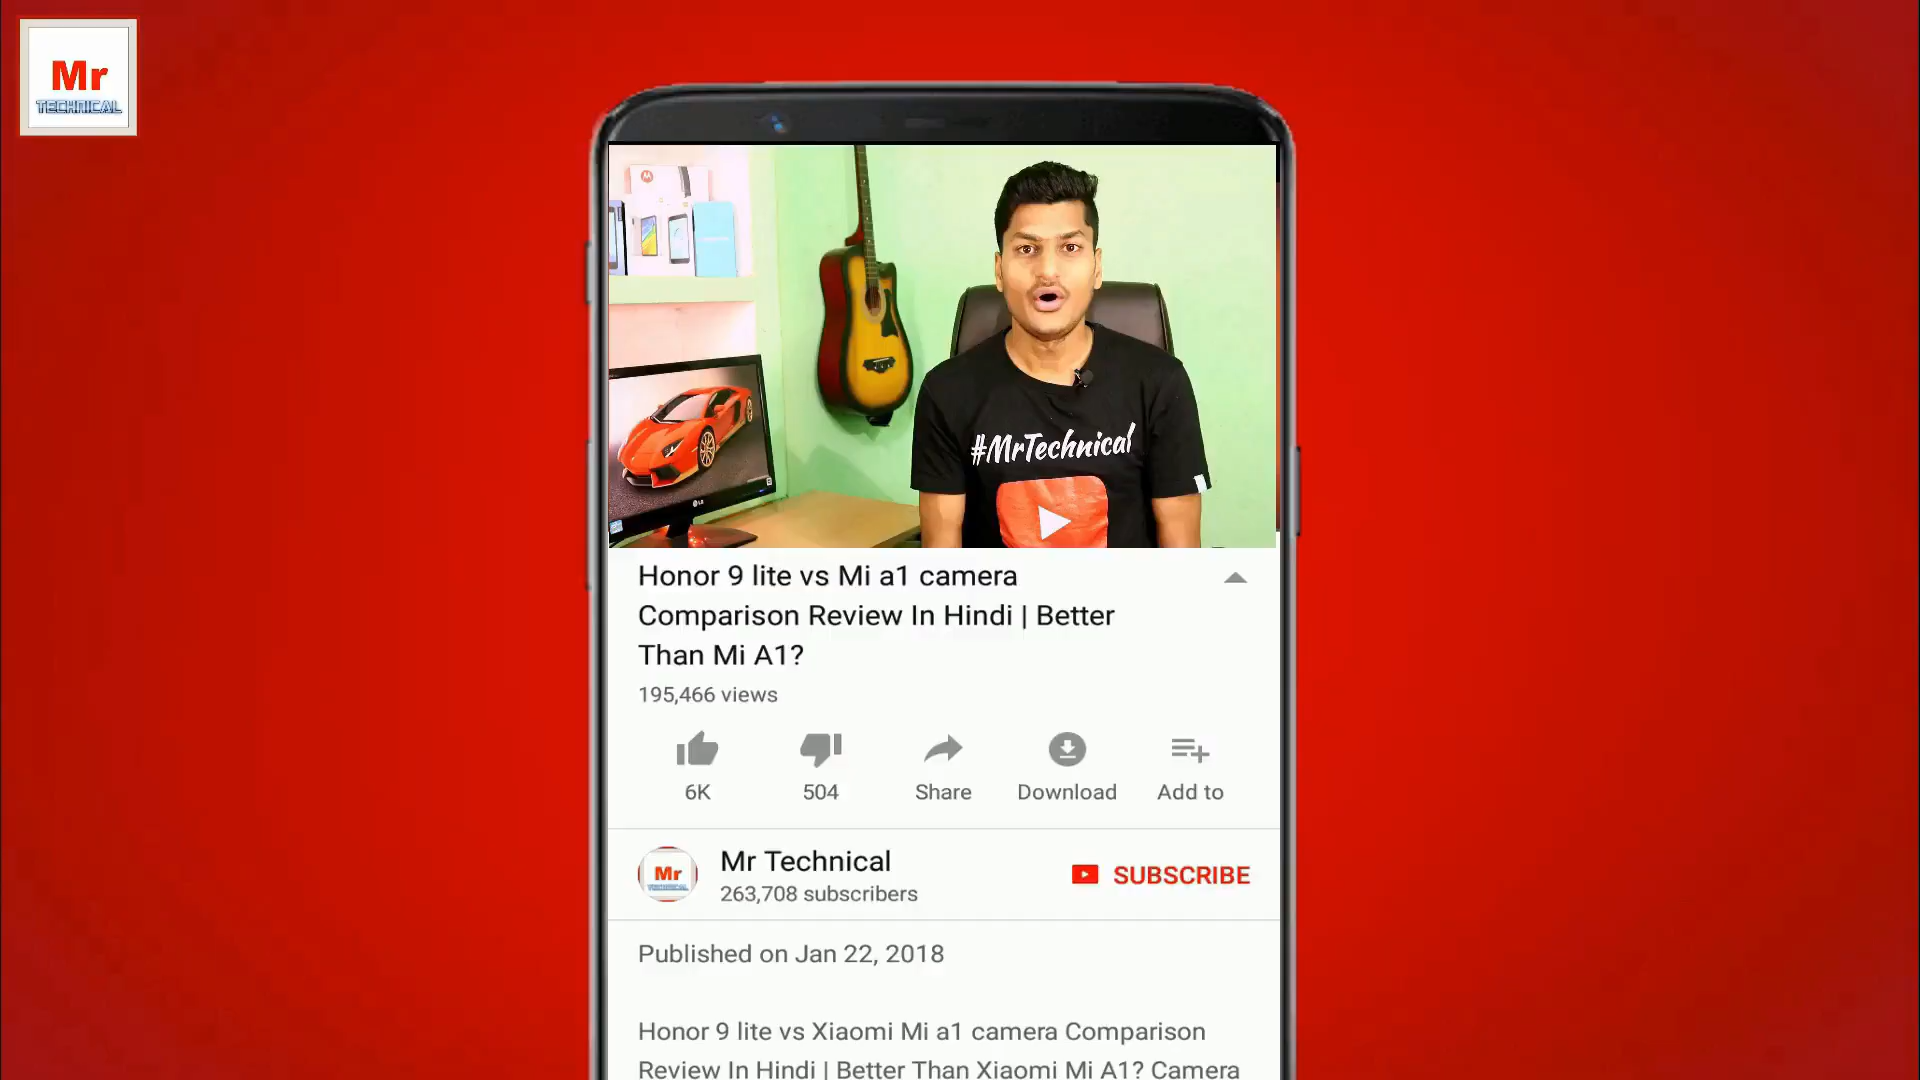 Mr
TECHNICAL
#MrTechnical
LG
Honor 9 lite vs Mi a1 camera
Comparison Review In Hindi | Better
Than Mi A1?
195,466 views
6K
504
Share
Download
Add to
Mr
TECHNICAL
Mr Technical
263,708 subscribers
SUBSCRIBE
Published on Jan 22, 2018
Honor 9 lite vs Xiaomi Mi a1 camera Comparison
Review In Hindi | Better Than Xiaomi Mi A1? Camera